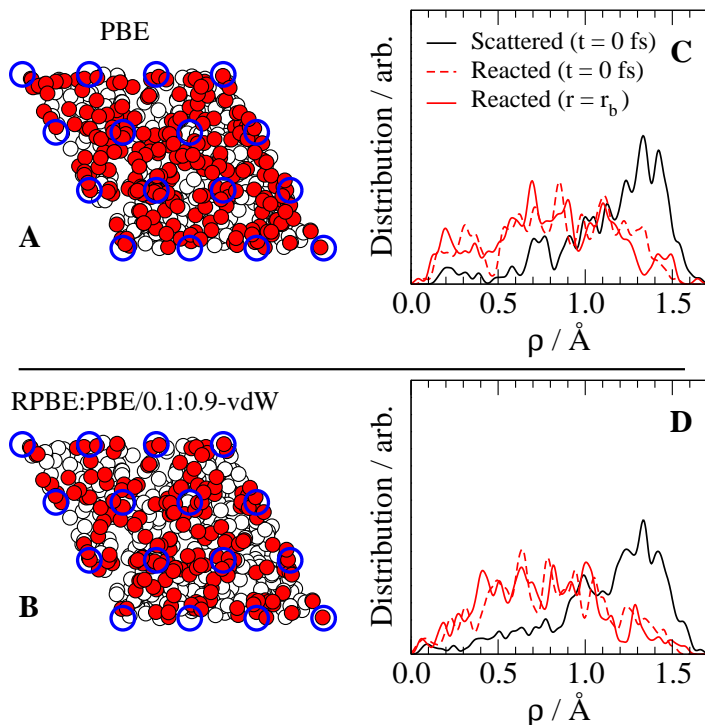 PBE
A
Distribution / arb.
Scattered (t = 0 fs)
Reacted (t = 0 fs)
Reacted (r = r_b)
C
0.0 0.5 1.0 1.5
ρ / Å
RPBE:PBE/0.1:0.9-vdW
B
Distribution / arb.
D
0.0 0.5 1.0 1.5
ρ / Å